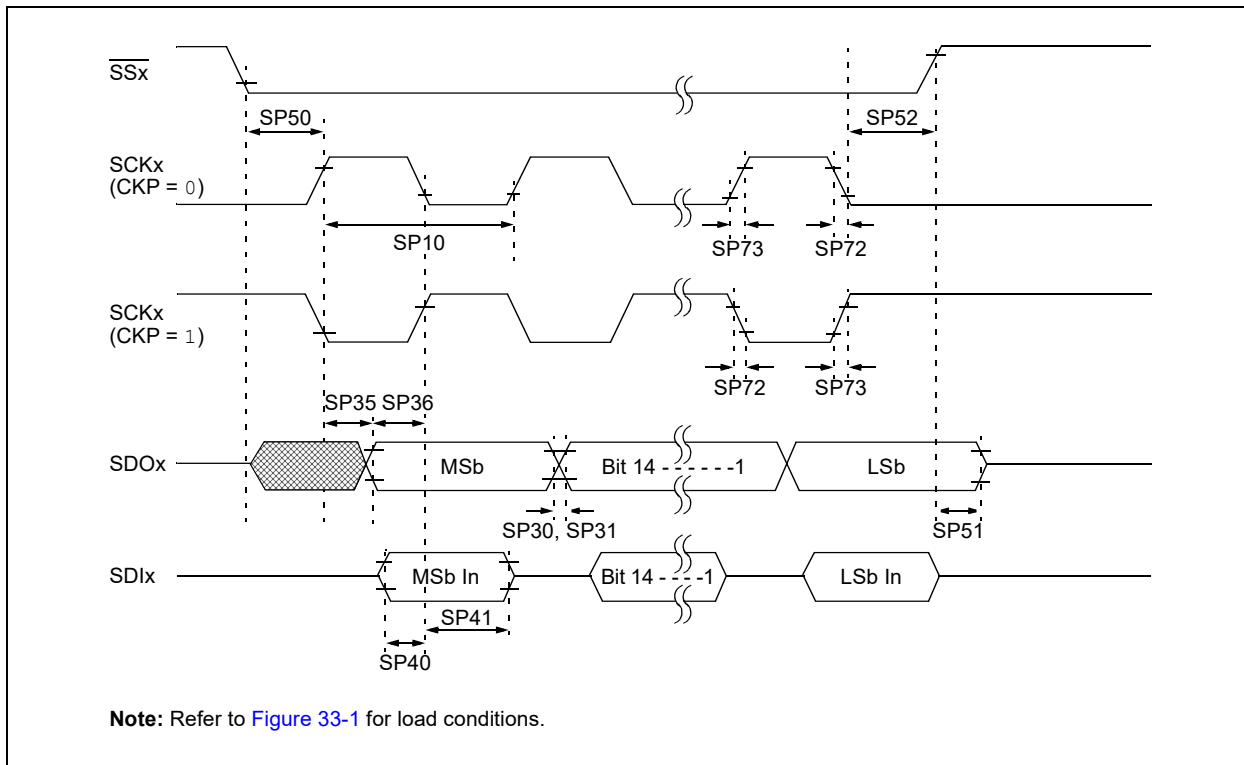 SSx
SP50
SP52
SCKx
(CKP = 0)
SP10
SP73
SP72
SCKx
(CKP = 1)
SP72
SP73
SP35 SP36
SDOx
MSb
Bit 14 - - - - - -1
LSb
SP30, SP31
SP51
SDIx
MSb In
Bit 14 - - - -1
LSb In
SP41
SP40
Note: Refer to Figure 33-1 for load conditions.